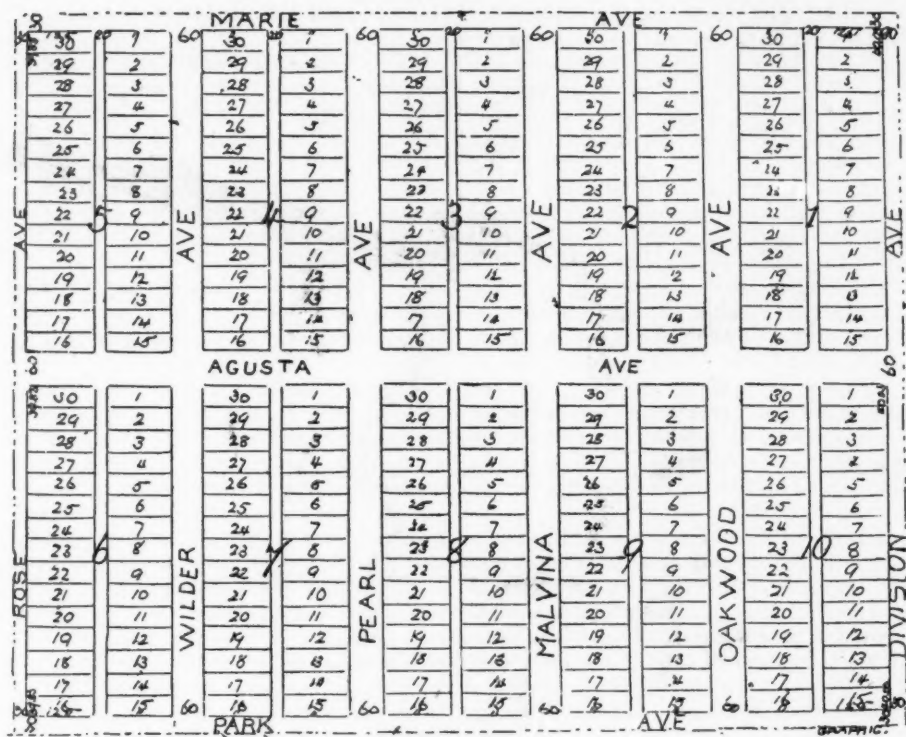 MARIE AVE
60 30 20 1 60 30 20 1 60 30 20 1 60 30 1 60 30 1
29 2 29 2 29 2 29 2 29 2
28 3 28 3 28 3 28 3 28 3
27 4 27 4 27 4 27 4 27 4
26 5 26 3 26 5 26 5 26 5
25 6 25 6 25 6 25 6 25 6
24 7 24 7 24 7 24 7 24 7
23 8 23 8 23 8 23 8 23 8
AVE 22 5 9 AVE 22 4 9 AVE 22 3 9 AVE 22 2 9 AVE 22 1 9 AVE
21 10 21 10 21 10 21 10 21 10
20 11 20 11 20 11 20 11 20 11
19 12 19 12 19 12 19 12 19 12
18 13 18 13 18 13 18 13 18 13
17 14 17 14 7 14 17 14 17 14
16 15 16 15 16 15 16 15 16 15
60 AGUSTA AVE 60
30 1 30 1 30 1 30 1 30 1
29 2 29 2 29 2 29 2 29 2
28 3 28 3 28 3 28 3 28 3
27 4 27 4 27 4 27 4 27
26 5 26 5 26 5 26 5 26 5
25 6 25 6 25 6 25 6 25 6
24 7 24 7 24 7 24 7 24 7
23 6 8 23 7 8 23 8 8 23 9 8 23 10 8
22 9 22 9 22 9 22 9 22 9
21 10 21 10 21 10 21 10 21 10
20 11 20 11 20 11 20 11 20 11
19 12 19 12 19 12 19 12 19 12
18 13 18 13 18 13 18 13 18 13
17 14 17 14 17 14 17 4 17 14
16 15 60 16 15 60 16 15 60 16 15 60 16 15
ROSE WILDER PEARL MALVINA OAKWOOD DIVISION
PARK AVE